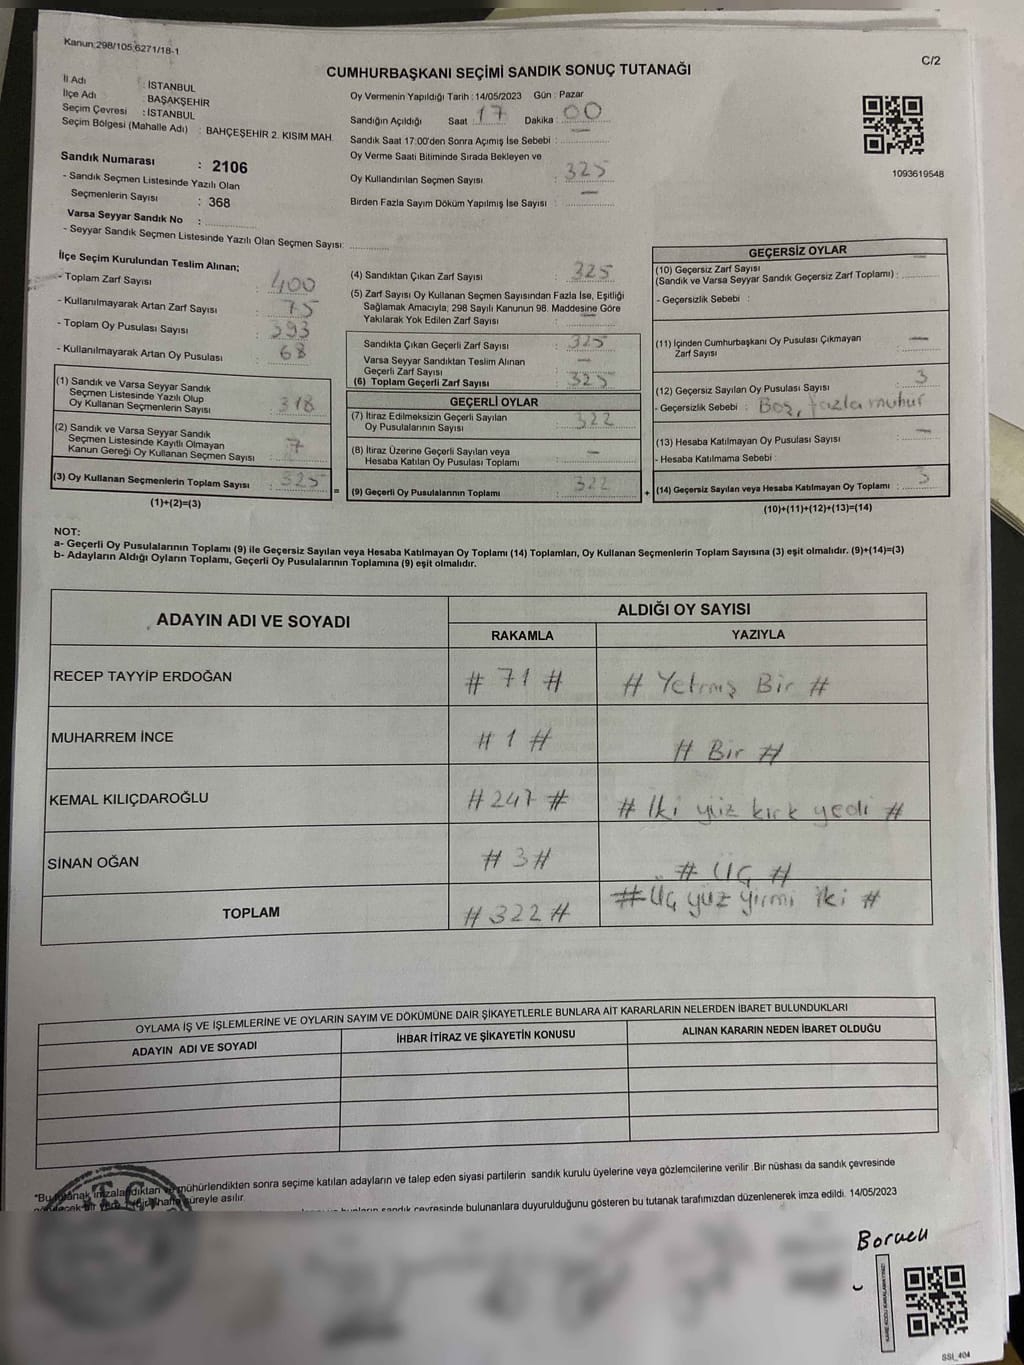 Kanun;298/105;6271/18-1
C/2
CUMHURBAŞKANI SEÇİMİ SANDIK SONUÇ TUTANAĞI
İl Adı : İSTANBUL
İlçe Adı : BAŞAKŞEHİR
Seçim Çevresi : İSTANBUL
Seçim Bölgesi (Mahalle Adı) : BAHÇEŞEHİR 2. KISIM MAH.
Sandık Numarası : 2106
- Sandık Seçmen Listesinde Yazılı Olan
Seçmenlerin Sayısı : 368
Varsa Seyyar Sandık No :
- Seyyar Sandık Seçmen Listesinde Yazılı Olan Seçmen Sayısı:
Oy Vermenin Yapıldığı Tarih : 14/05/2023 Gün : Pazar
Sandığın Açıldığı Saat : 17 Dakika : 00
Sandık Saat 17:00'den Sonra Açımış İse Sebebi : —
Oy Verme Saati Bitiminde Sırada Bekleyen ve
Oy Kullandırılan Seçmen Sayısı : 325
Birden Fazla Sayım Döküm Yapılmış İse Sayısı : —
1093619548
İlçe Seçim Kurulundan Teslim Alınan;
- Toplam Zarf Sayısı : 400
- Kullanılmayarak Artan Zarf Sayısı : 75
- Toplam Oy Pusulası Sayısı : 393
- Kullanılmayarak Artan Oy Pusulası : 68
(1) Sandık ve Varsa Seyyar Sandık
Seçmen Listesinde Yazılı Olup
Oy Kullanan Seçmenlerin Sayısı : 318
(2) Sandık ve Varsa Seyyar Sandık
Seçmen Listesinde Kayıtlı Olmayan
Kanun Gereği Oy Kullanan Seçmen Sayısı : 7
(3) Oy Kullanan Seçmenlerin Toplam Sayısı : 325
(1)+(2)=(3)
=
(4) Sandıktan Çıkan Zarf Sayısı : 325
(5) Zarf Sayısı Oy Kullanan Seçmen Sayısından Fazla İse, Eşitliği
Sağlamak Amacıyla, 298 Sayılı Kanunun 98. Maddesine Göre
Yakılarak Yok Edilen Zarf Sayısı : —
Sandıkta Çıkan Geçerli Zarf Sayısı : 325
Varsa Seyyar Sandıktan Teslim Alınan
Geçerli Zarf Sayısı : —
(6) Toplam Geçerli Zarf Sayısı : 325
GEÇERLİ OYLAR
(7) İtiraz Edilmeksizin Geçerli Sayılan
Oy Pusulalarının Sayısı : 322
(8) İtiraz Üzerine Geçerli Sayılan veya
Hesaba Katılan Oy Pusulası Toplamı : —
(9) Geçerli Oy Pusulalarının Toplamı : 322
+
GEÇERSİZ OYLAR
(10) Geçersiz Zarf Sayısı
(Sandık ve Varsa Seyyar Sandık Geçersiz Zarf Toplamı) : —
- Geçersizlik Sebebi :
(11) İçinden Cumhurbaşkanı Oy Pusulası Çıkmayan
Zarf Sayısı : —
(12) Geçersiz Sayılan Oy Pusulası Sayısı : 3
- Geçersizlik Sebebi : Boş, fazla muhur
(13) Hesaba Katılmayan Oy Pusulası Sayısı : —
- Hesaba Katılmama Sebebi :
(14) Geçersiz Sayılan veya Hesaba Katılmayan Oy Toplamı : 3
(10)+(11)+(12)+(13)=(14)
NOT:
a- Geçerli Oy Pusulalarının Toplamı (9) ile Geçersiz Sayılan veya Hesaba Katılmayan Oy Toplamı (14) Toplamları, Oy Kullanan Seçmenlerin Toplam Sayısına (3) eşit olmalıdır. (9)+(14)=(3)
b- Adayların Aldığı Oyların Toplamı, Geçerli Oy Pusulalarının Toplamına (9) eşit olmalıdır.
ADAYIN ADI VE SOYADI
ALDIĞI OY SAYISI
RAKAMLA YAZIYLA
RECEP TAYYİP ERDOĞAN # 71 # # Yetmiş Bir #
MUHARREM İNCE # 1 # # Bir #
KEMAL KILIÇDAROĞLU # 247 # # İki yüz kırk yedi #
SİNAN OĞAN # 3 # # Üç #
TOPLAM # 322 # # Üç yüz yirmi iki #
OYLAMA İŞ VE İŞLEMLERİNE VE OYLARIN SAYIM VE DÖKÜMÜNE DAİR ŞİKAYETLERLE BUNLARA AİT KARARLARIN NELERDEN İBARET BULUNDUKLARI
ADAYIN ADI VE SOYADI İHBAR İTİRAZ VE ŞİKAYETİN KONUSU ALINAN KARARIN NEDEN İBARET OLDUĞU
*Bu tutanak imzalandıktan ve mühürlendikten sonra seçime katılan adayların ve talep eden siyasi partilerin sandık kurulu üyelerine veya gözlemcilerine verilir .Bir nüshası da sandık çevresinde
bir hafta süreyle asılır.
sandık çevresinde bulunanlara duyurulduğunu gösteren bu tutanak tarafımızdan düzenlenerek imza edildi. 14/05/2023
T.C.
KARE KODU KARALAMAYINIZ!
SSI_404